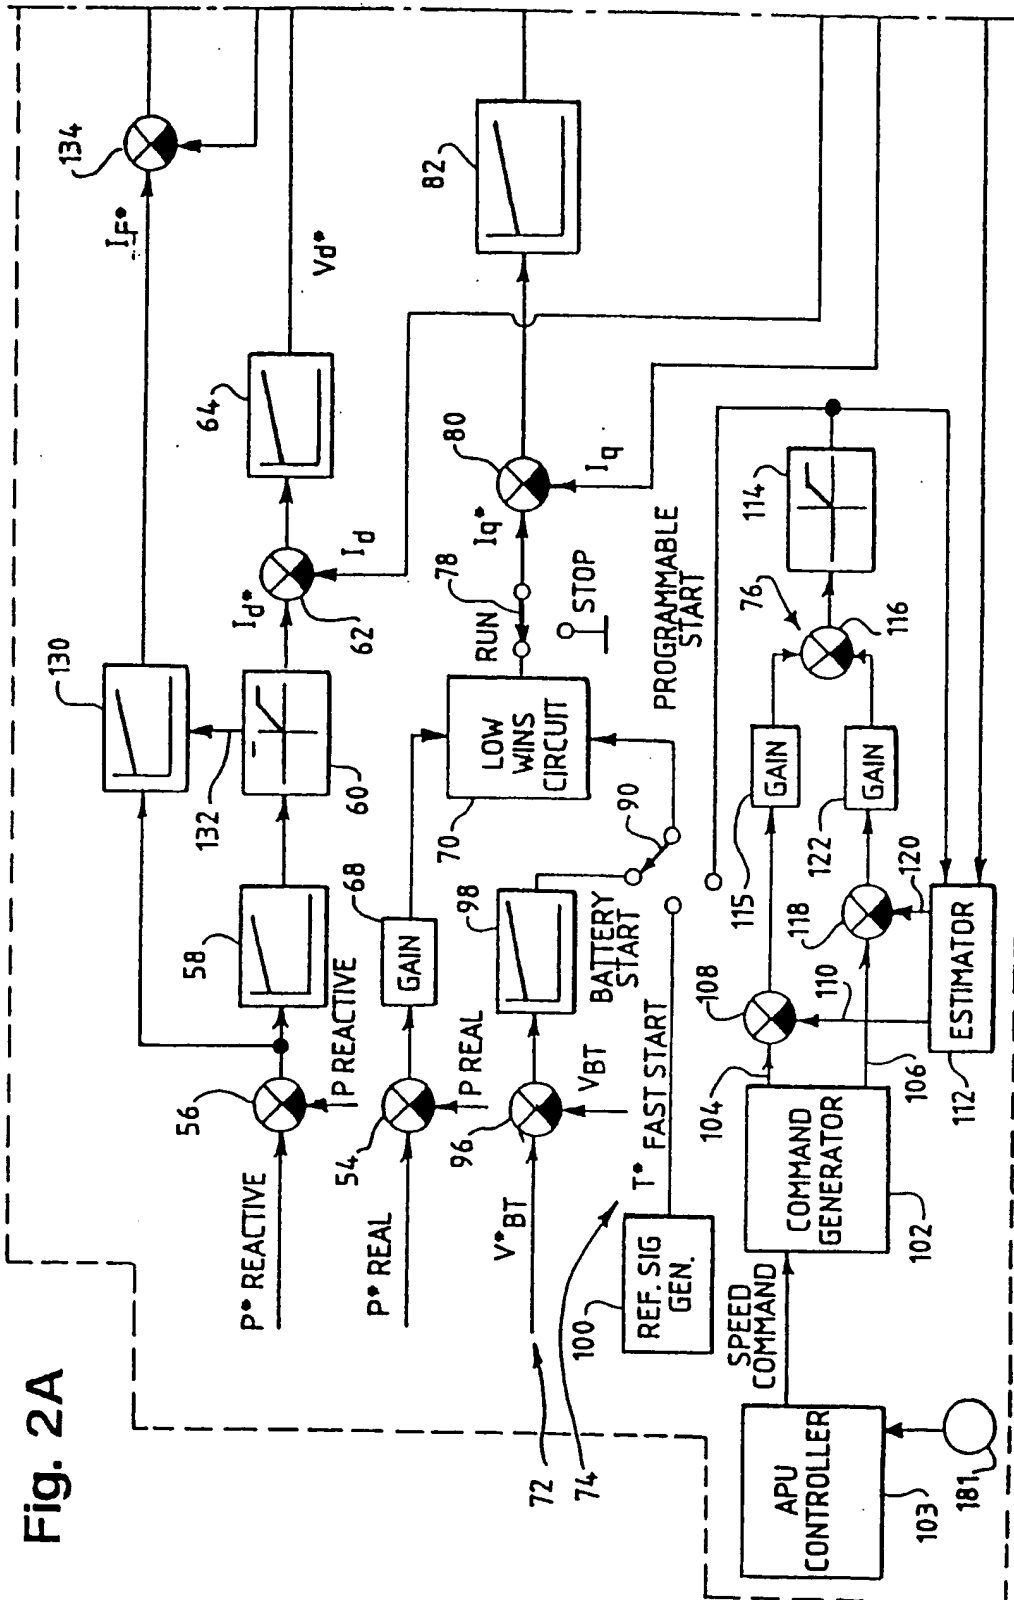 Fig. 2A
P* REACTIVE
56
P REACTIVE
58
132
60
130
Id*
62
Id
64
Vd*
IF*
134
P* REAL
54
P REAL
GAIN
68
V*BT
96
VBT
98
BATTERY
START
90
70
LOW
WINS
CIRCUIT
RUN
78
STOP
Iq*
80
Iq
82
72
74
100
REF. SIG
GEN.
T*
FAST START
PROGRAMMABLE
START
APU
CONTROLLER
103
181
SPEED
COMMAND
COMMAND
GENERATOR
102
104
106
108
110
112
ESTIMATOR
115
GAIN
118
120
122
GAIN
76
116
114